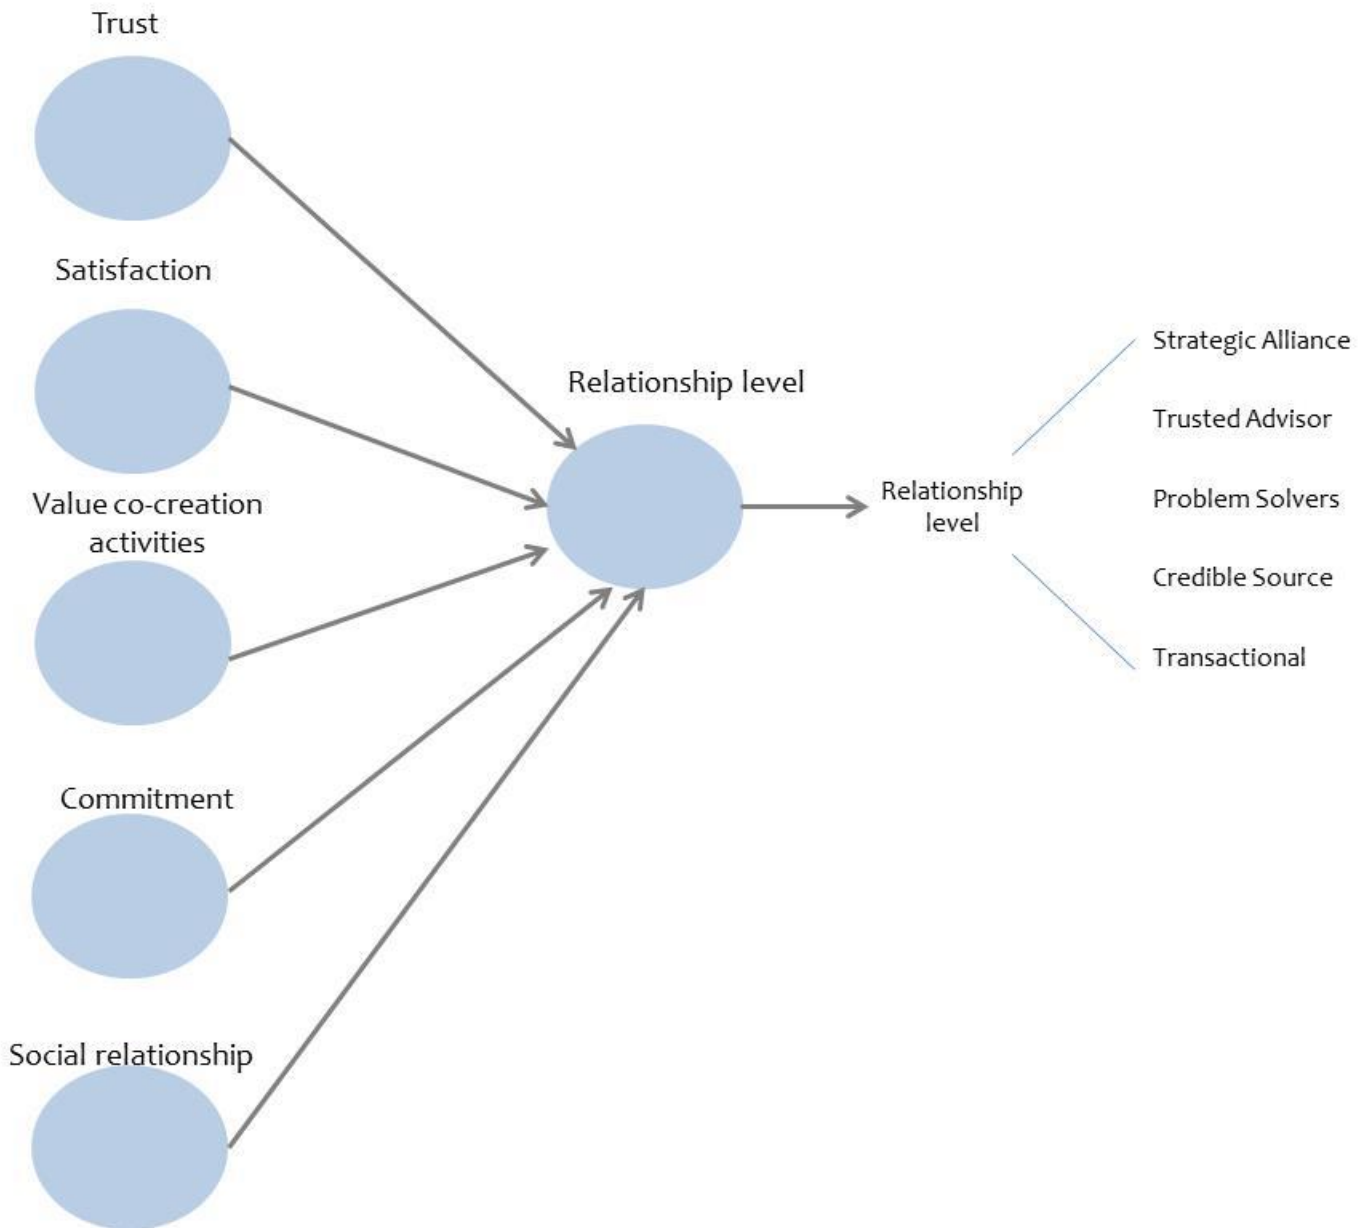 Trust
Satisfaction
Value co-creation
activities
Commitment
Social relationship
Relationship level
Relationship
level
Strategic Alliance
Trusted Advisor
Problem Solvers
Credible Source
Transactional